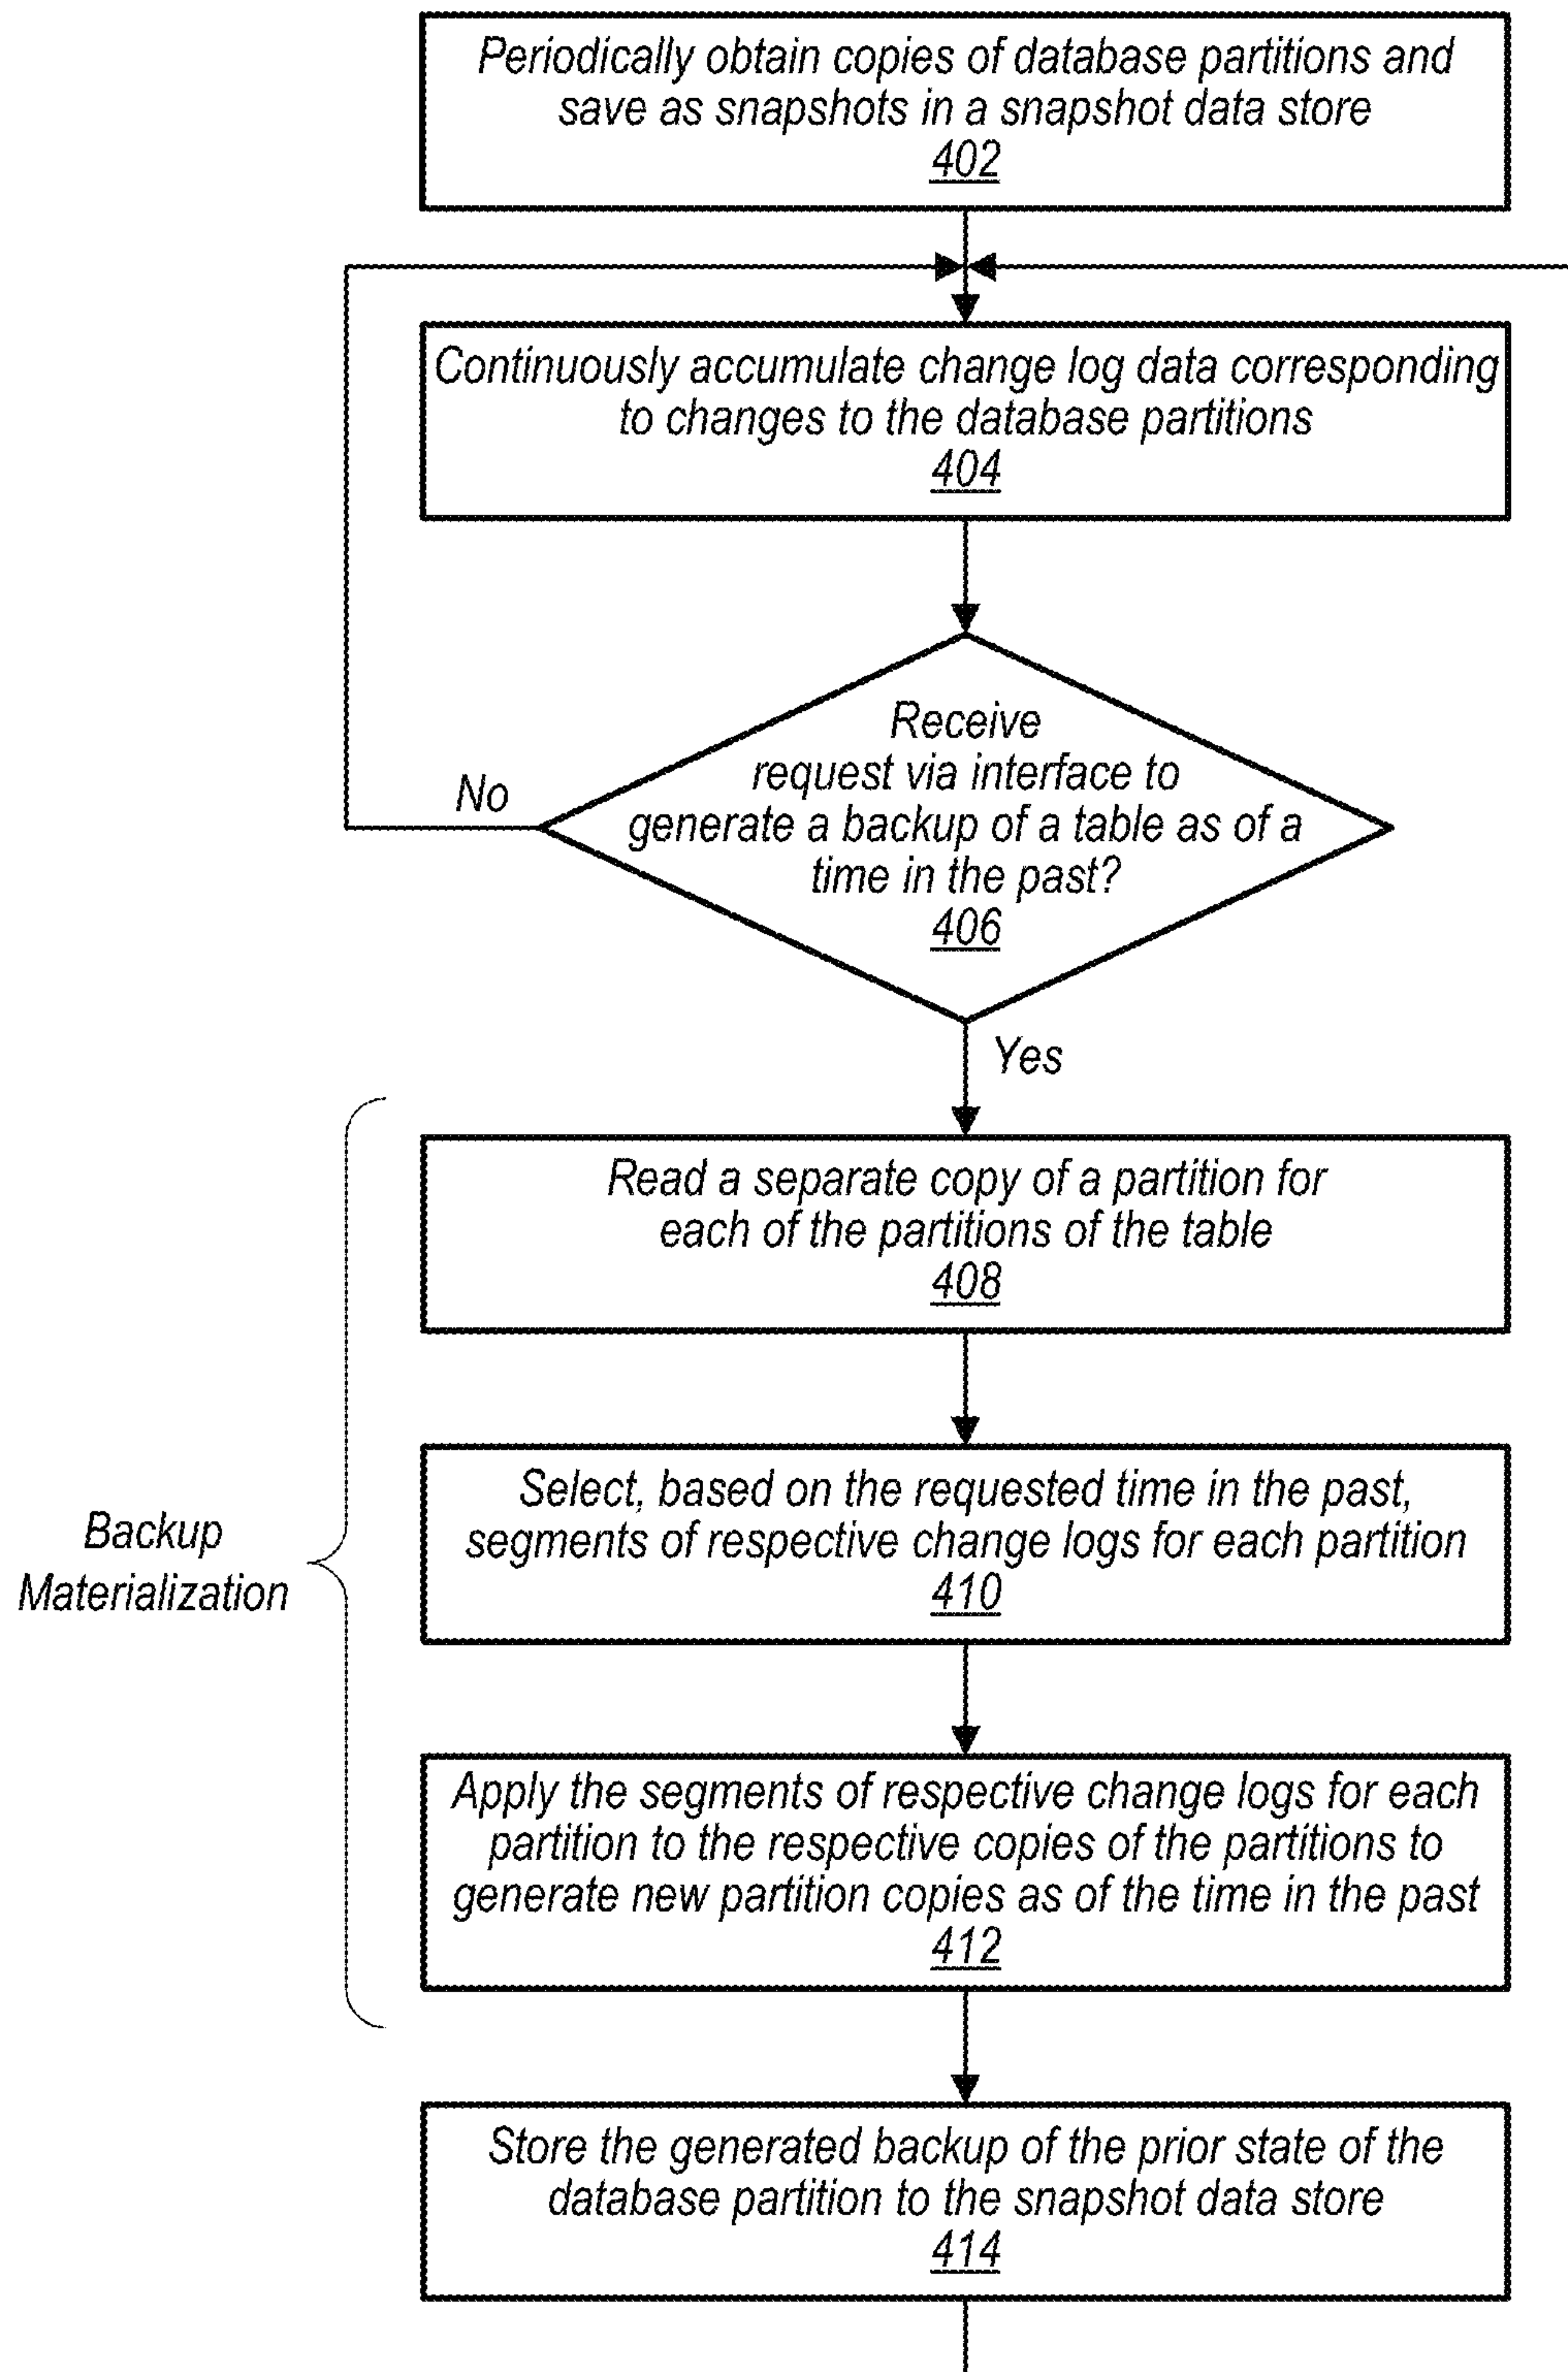 Periodically obtain copies of database partitions and
save as snapshots in a snapshot data store
402
Continuously accumulate change log data corresponding
to changes to the database partitions
404
Receive
request via interface to
generate a backup of a table as of a
time in the past?
406
No
Yes
Read a separate copy of a partition for
each of the partitions of the table
408
Select, based on the requested time in the past,
segments of respective change logs for each partition
410
Backup
Materialization
Apply the segments of respective change logs for each
partition to the respective copies of the partitions to
generate new partition copies as of the time in the past
412
Store the generated backup of the prior state of the
database partition to the snapshot data store
414